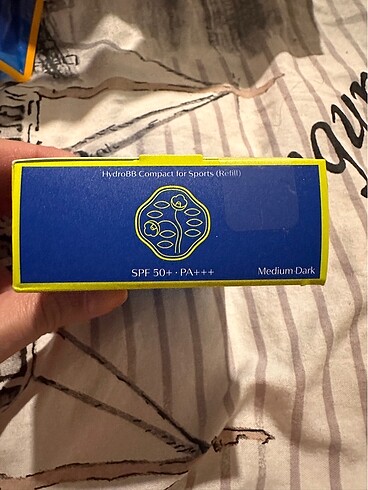 HydroBB Compact for Sports (Refill)
SPF 50+ · PA+++
Medium Dark